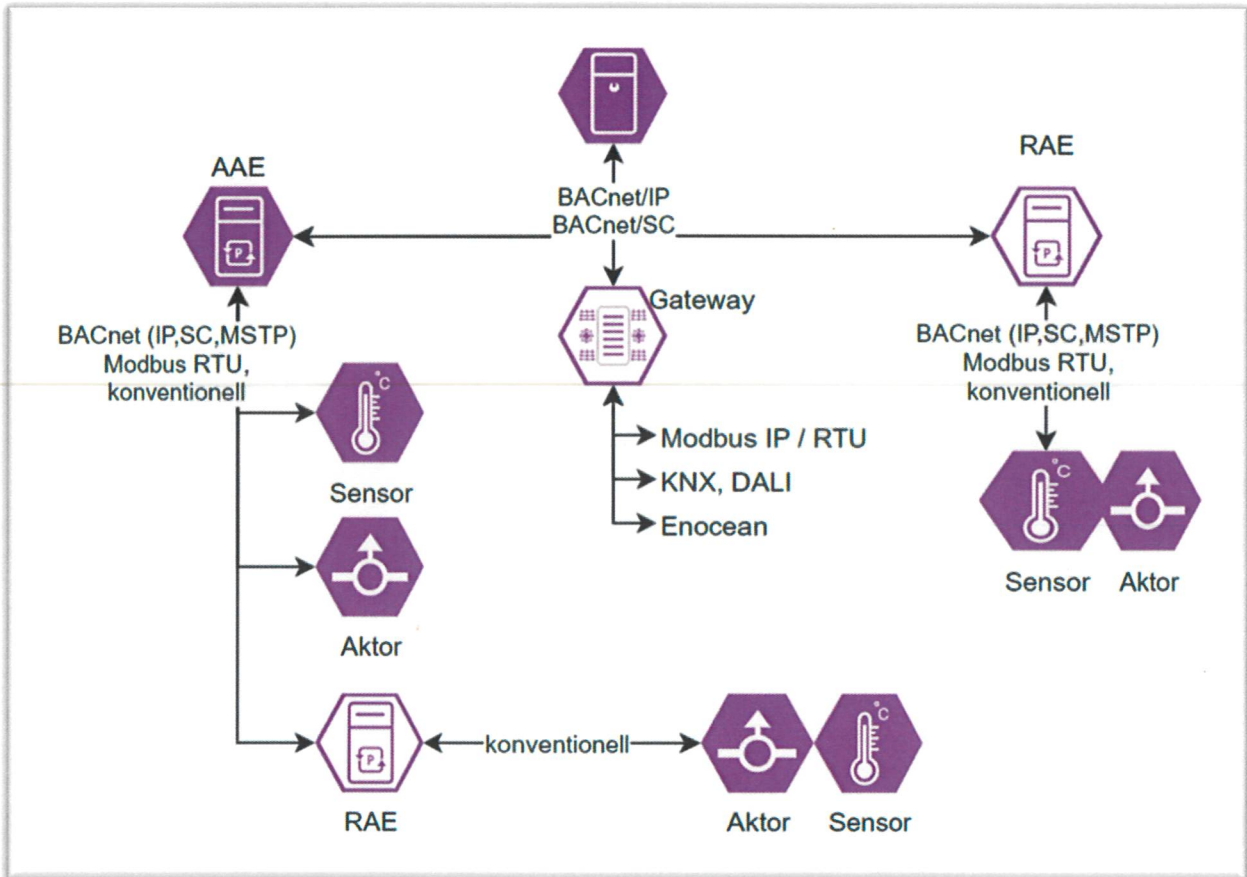 AAE
RAE
BACnet/IP
BACnet/SC
Gateway
BACnet (IP,SC,MSTP)
Modbus RTU,
konventionell
BACnet (IP,SC,MSTP)
Modbus RTU,
konventionell
°C
Sensor
Modbus IP / RTU
KNX, DALI
Enocean
°C
Sensor
Aktor
Aktor
P
P
P
RAE
konventionell
°C
Aktor
Sensor